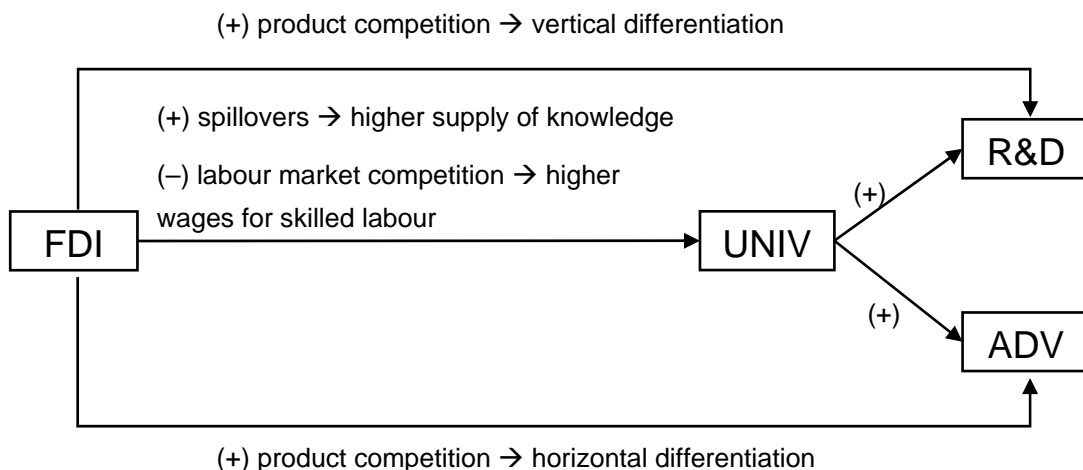 (+) product competition → vertical differentiation
(+) spillovers → higher supply of knowledge
(–) labour market competition → higher
wages for skilled labour
R&D
(+)
FDI
UNIV
(+)
ADV
(+) product competition → horizontal differentiation